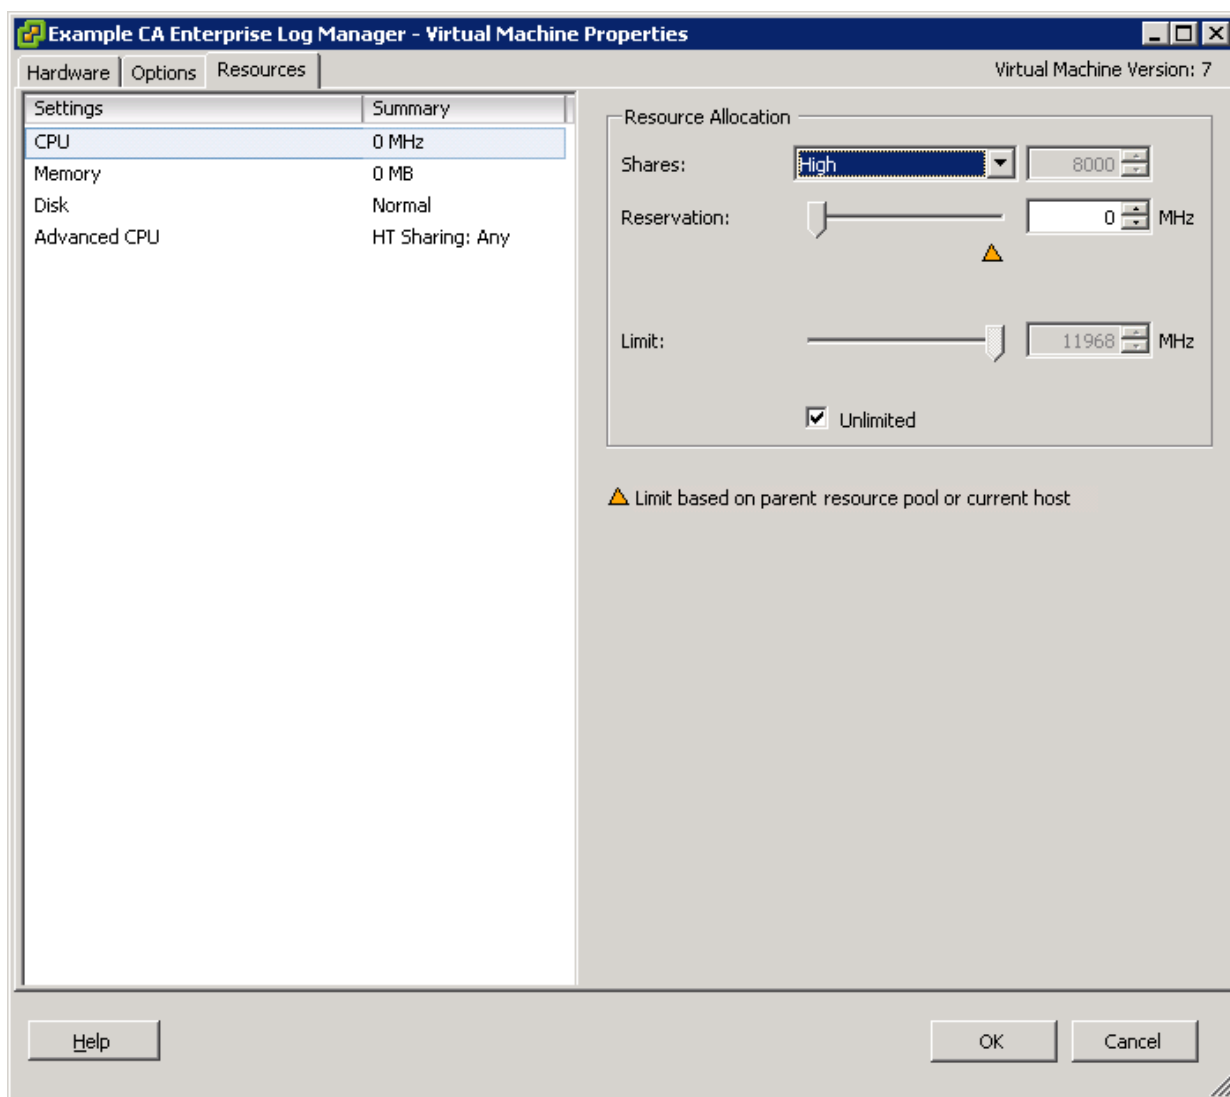 Example CA Enterprise Log Manager - Virtual Machine Properties
Hardware Options Resources Virtual Machine Version: 7
Settings Summary
CPU 0 MHz
Memory 0 MB
Disk Normal
Advanced CPU HT Sharing: Any
Resource Allocation
Shares: High 8000
Reservation: 0 MHz
Limit: 11968 MHz
Unlimited
Limit based on parent resource pool or current host
Help OK Cancel